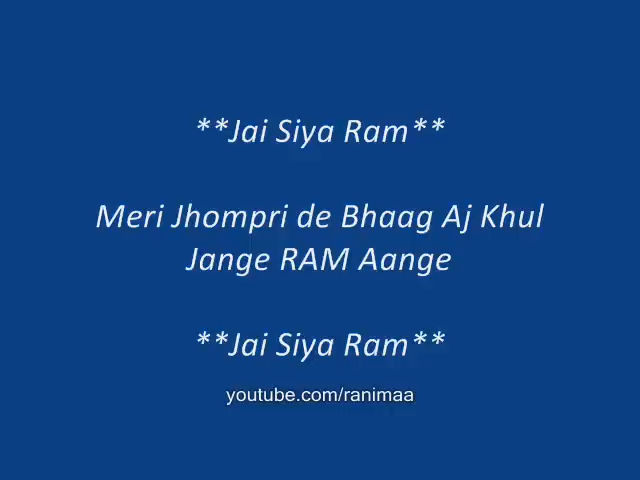 **Jai Siya Ram**
Meri Jhompri de Bhaag Aj Khul
Jange RAM Aange
**Jai Siya Ram**
youtube.com/ranimaa